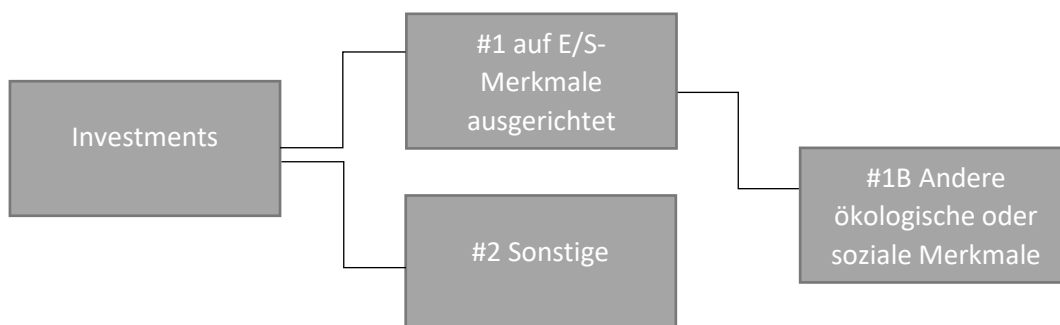 Investments
#1 auf E/S-
Merkmale
ausgerichtet
#2 Sonstige
#1B Andere
ökologische oder
soziale Merkmale